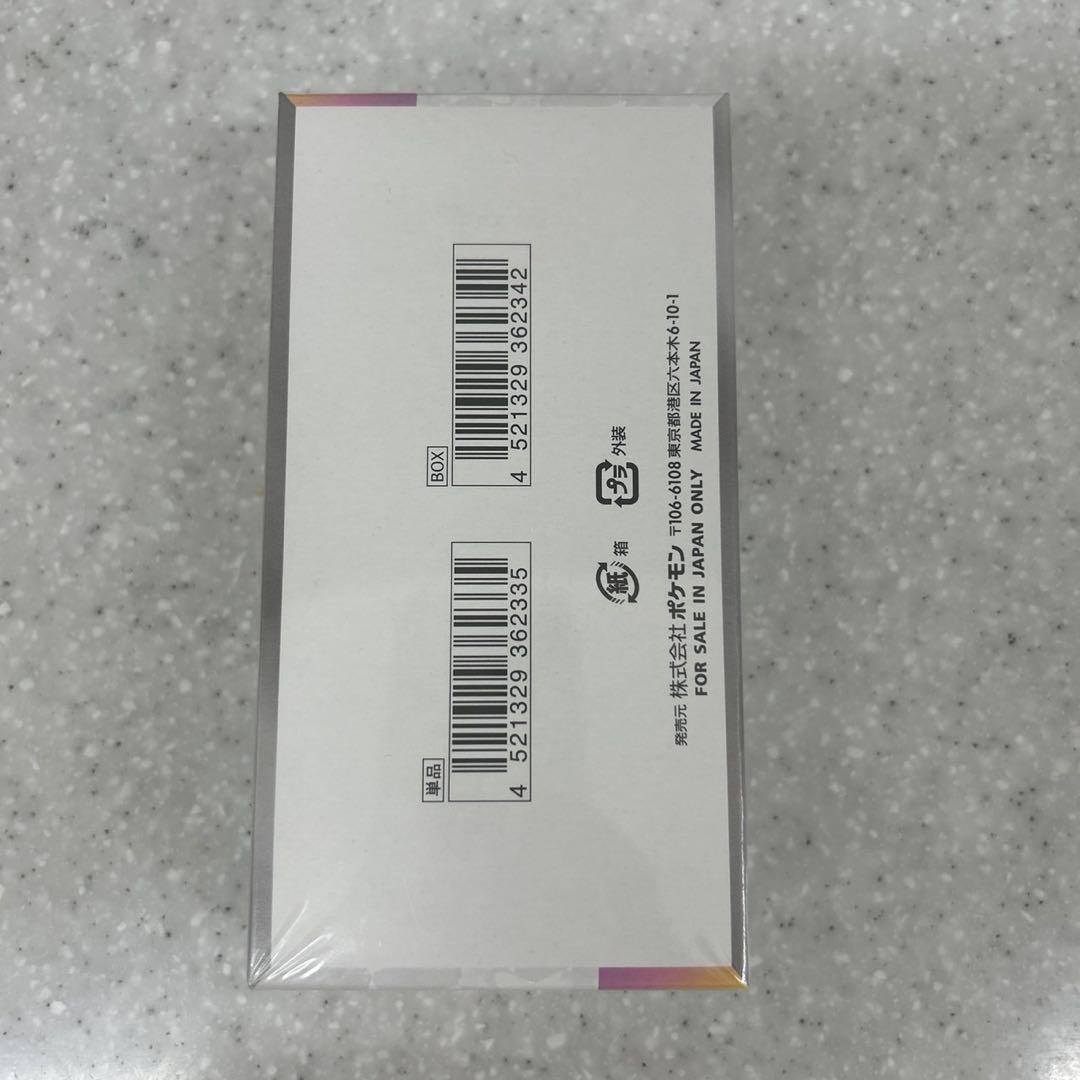 単品
4 521329 362335
BOX
4 521329 362342
紙 箱
プラ 外装
発売元 株式会社 ポケモン 〒106-6108 東京都港区六本木6-10-1
FOR SALE IN JAPAN ONLY MADE IN JAPAN